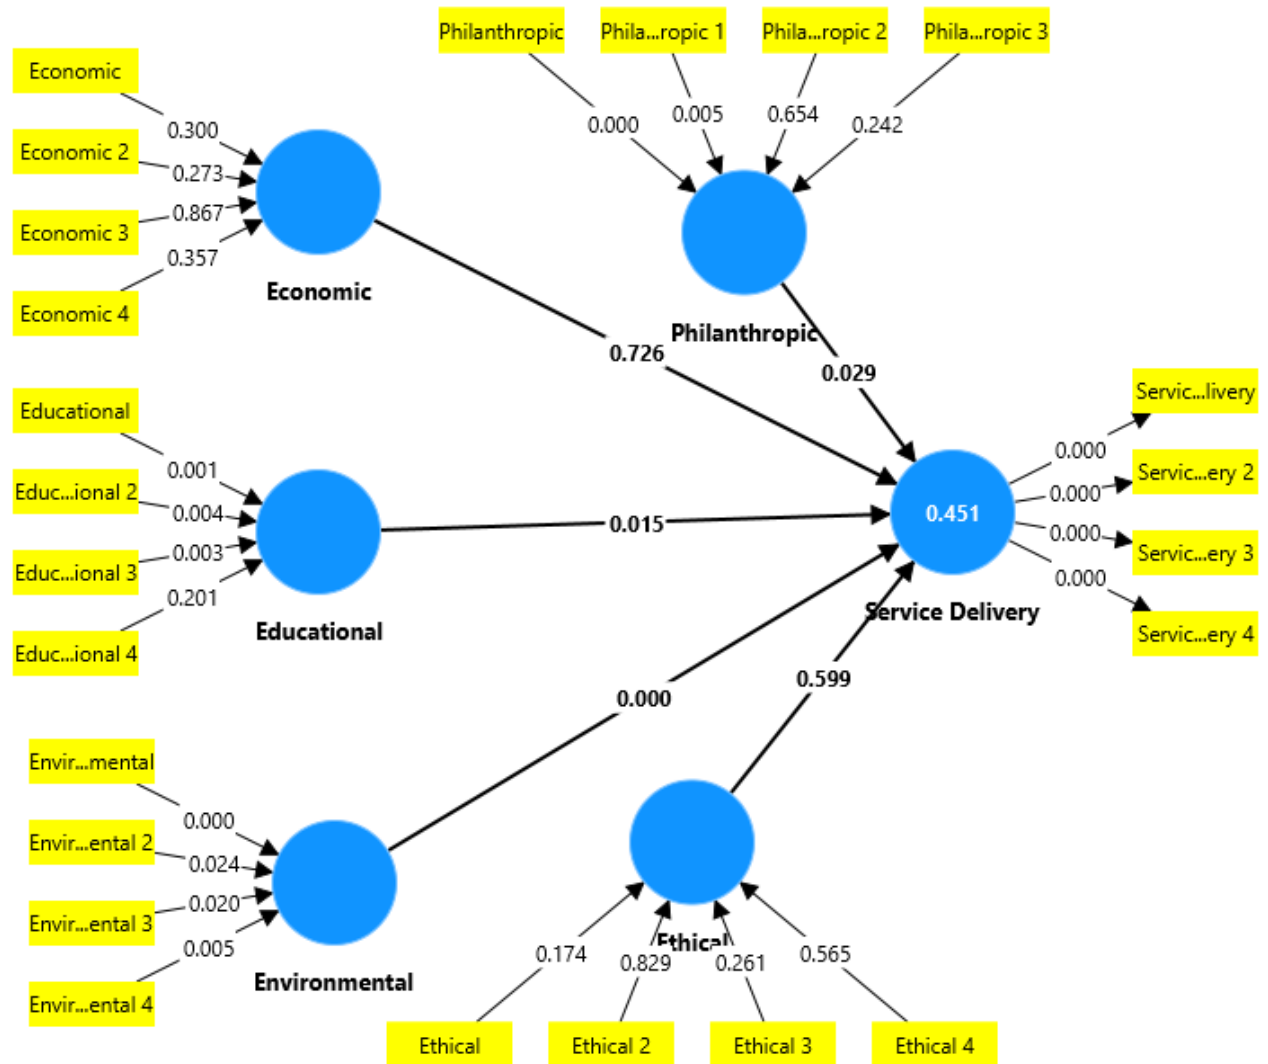 Philanthropic
Phila...ropic 1
Phila...ropic 2
Phila...ropic 3
0.000
0.005
0.654
0.242
Philanthropic
0.029
Economic
Economic 2
Economic 3
Economic 4
0.300
0.273
0.867
0.357
Economic
0.726
Educational
Educ...ional 2
Educ...ional 3
Educ...ional 4
0.001
0.004
0.003
0.201
Educational
0.015
Servic...livery
Servic...ery 2
Servic...ery 3
Servic...ery 4
0.000
0.000
0.000
0.000
0.451
Service Delivery
Envir...mental
Envir...ental 2
Envir...ental 3
Envir...ental 4
0.000
0.024
0.020
0.005
Environmental
0.000
0.599
Ethical
0.174
0.829
0.261
0.565
Ethical
Ethical 2
Ethical 3
Ethical 4